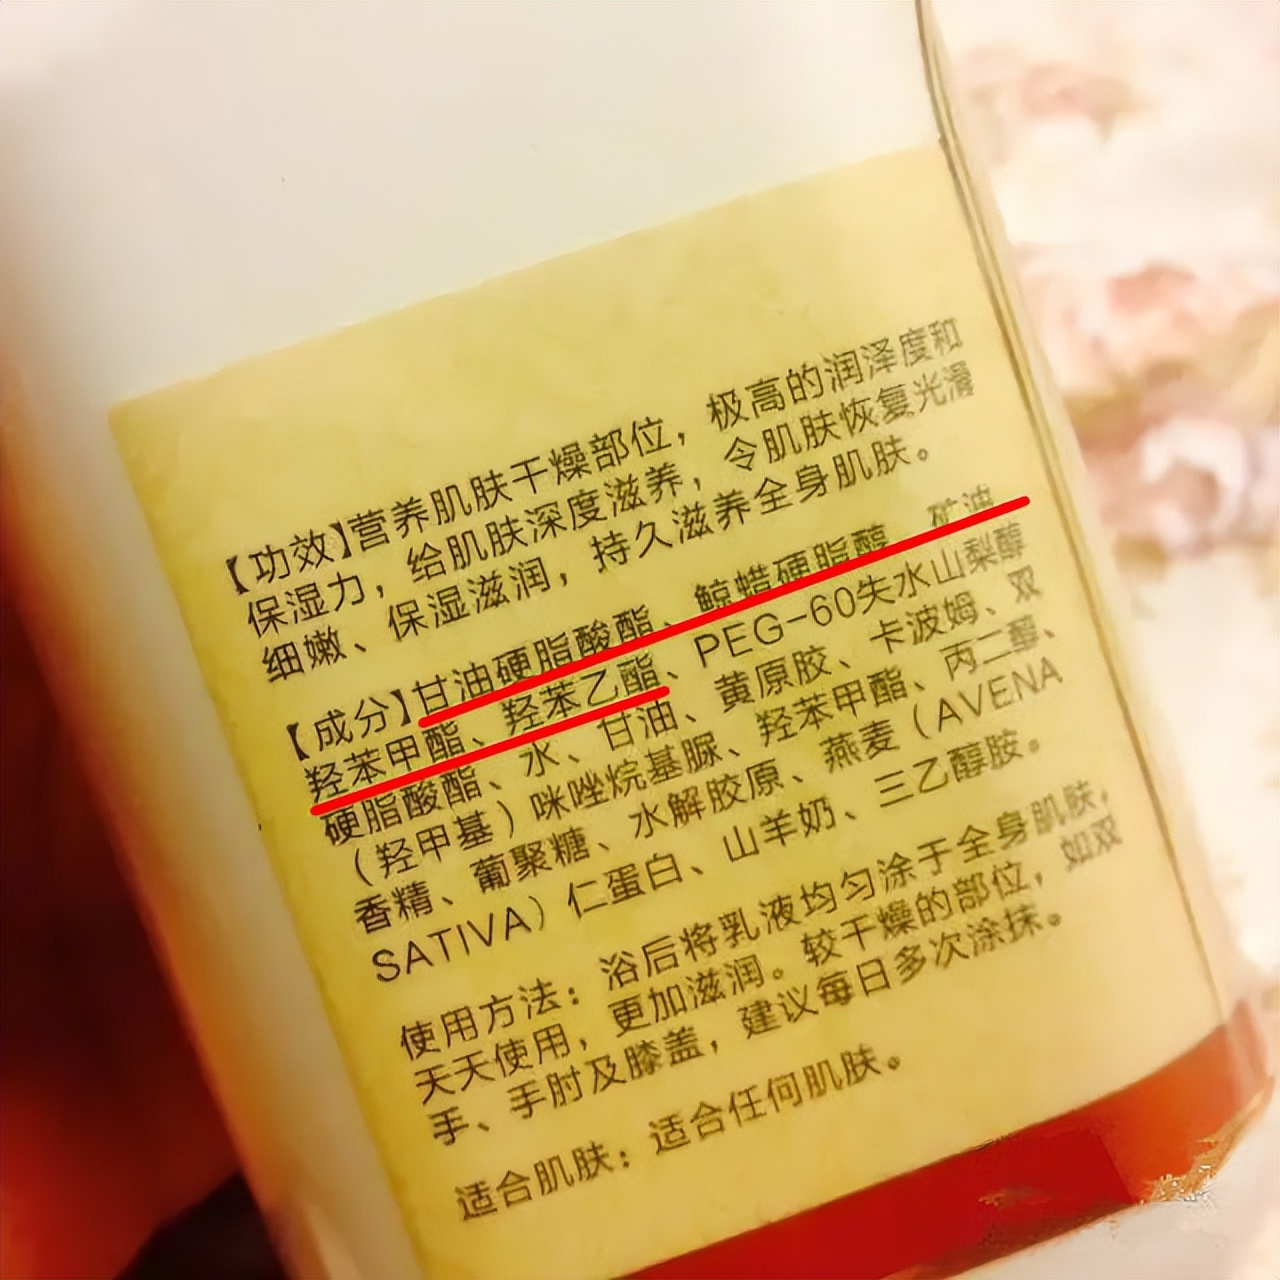 【功效】营养肌肤干燥部位，极高的润泽度和
保湿力，给肌肤深度滋养，令肌肤恢复光滑
细嫩、保湿滋润，持久滋养全身肌肤。
【成分】甘油硬脂酸酯、鲸蜡硬脂醇、矿油、
羟苯甲酯、羟苯乙酯、PEG-60失水山梨醇
硬脂酸酯、水、甘油、黄原胶、卡波姆、双
（羟甲基）咪唑烷基脲、羟苯甲酯、丙二醇、
香精、葡聚糖、水解胶原、燕麦（AVENA
SATIVA）仁蛋白、山羊奶、三乙醇胺。
使用方法：浴后将乳液均匀涂于全身肌肤，
天天使用，更加滋润。较干燥的部位，如双
手、手肘及膝盖，建议每日多次涂抹。
适合肌肤：适合任何肌肤。